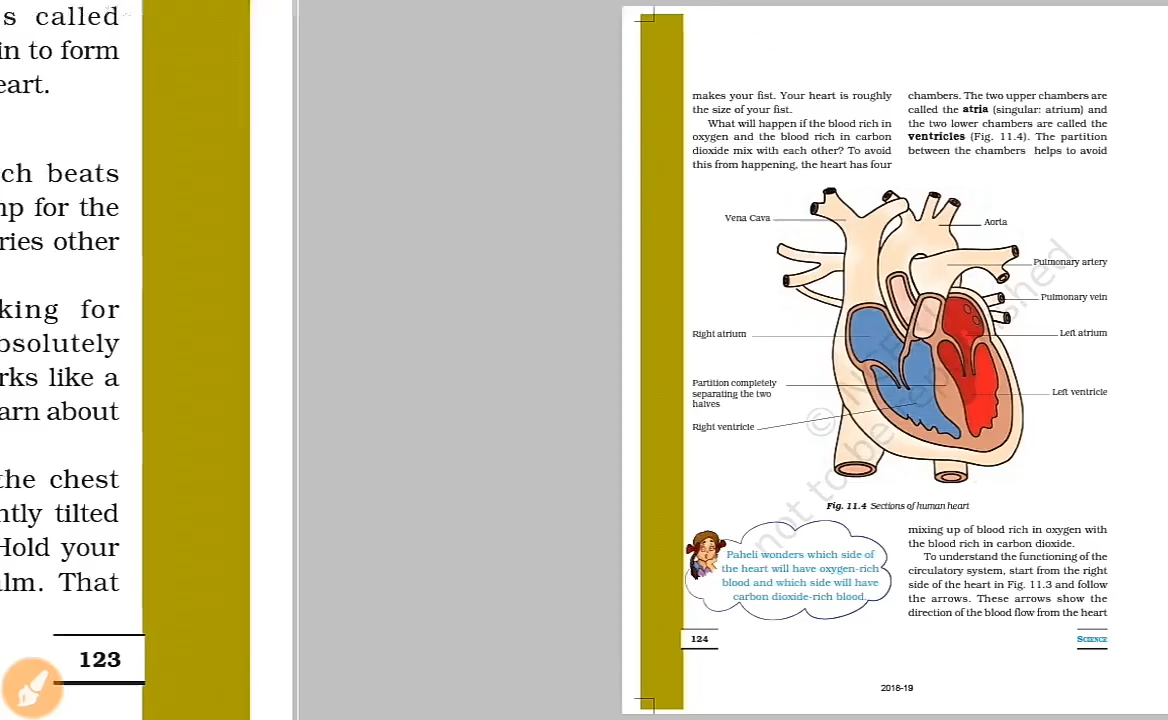 s called
in to form
eart.
ch beats
mp for the
ries other
king for
bsolutely
rks like a
arn about
the chest
ntly tilted
Hold your
alm. That
123
makes your fist. Your heart is roughly
the size of your fist.
What will happen if the blood rich in
oxygen and the blood rich in carbon
dioxide mix with each other? To avoid
this from happening, the heart has four
chambers. The two upper chambers are
called the atria (singular: atrium) and
the two lower chambers are called the
ventricles (Fig. 11.4). The partition
between the chambers helps to avoid
Vena Cava
Aorta
Pulmonary artery
Pulmonary vein
Right atrium
Left atrium
Partition completely
separating the two
halves
Left ventricle
Right ventricle
Fig. 11.4 Sections of human heart
Paheli wonders which side of
the heart will have oxygen-rich
blood and which side will have
carbon dioxide-rich blood.
mixing up of blood rich in oxygen with
the blood rich in carbon dioxide.
To understand the functioning of the
circulatory system, start from the right
side of the heart in Fig. 11.3 and follow
the arrows. These arrows show the
direction of the blood flow from the heart
124
SCIENCE
2018-19
not to be